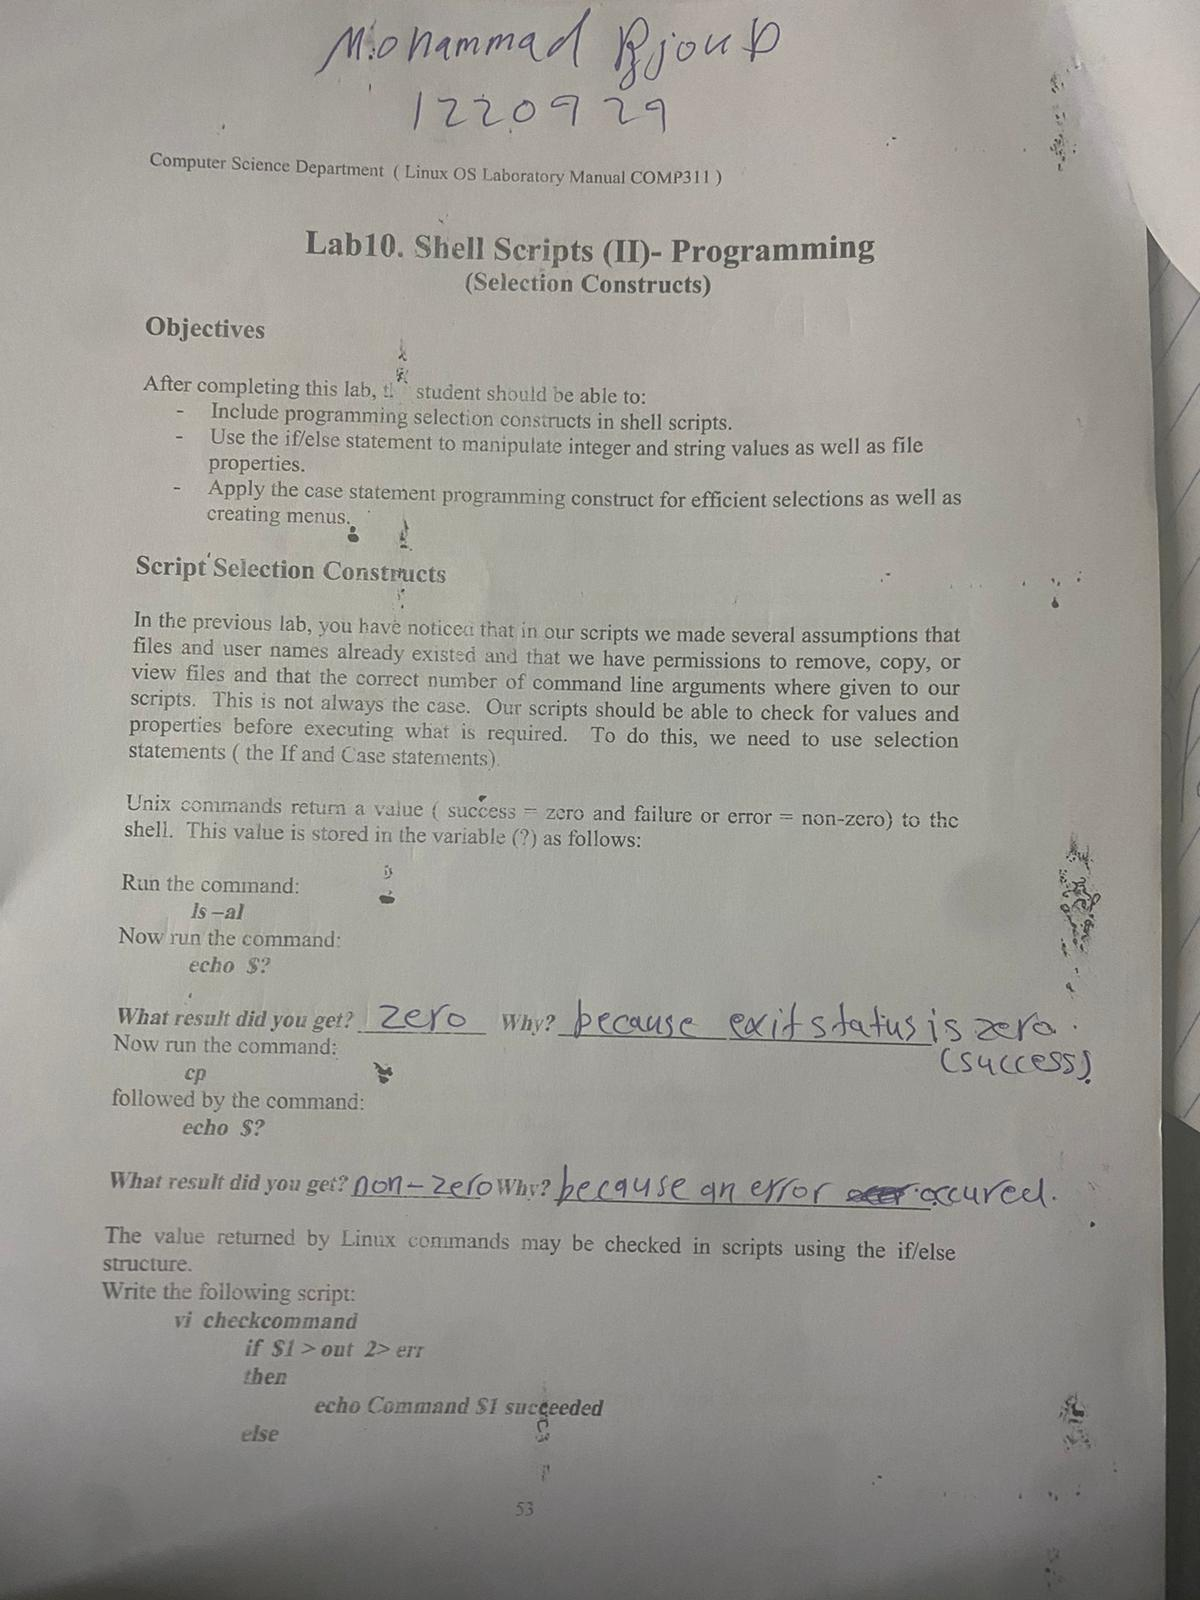 Mohammad Rjoub
1220929
Computer Science Department ( Linux OS Laboratory Manual COMP311 )
Lab10. Shell Scripts (II)- Programming
(Selection Constructs)
Objectives
After completing this lab, student should be able to:
- Include programming selection constructs in shell scripts.
- Use the if/else statement to manipulate integer and string values as well as file
properties.
- Apply the case statement programming construct for efficient selections as well as
creating menus.
Script Selection Constructs
In the previous lab, you have noticed that in our scripts we made several assumptions that
files and user names already existed and that we have permissions to remove, copy, or
view files and that the correct number of command line arguments where given to our
scripts. This is not always the case. Our scripts should be able to check for values and
properties before executing what is required. To do this, we need to use selection
statements ( the If and Case statements).
Unix commands return a value ( success = zero and failure or error = non-zero) to the
shell. This value is stored in the variable (?) as follows:
Run the command:
ls –al
Now run the command:
echo $?
What result did you get? zero Why? because exit status is zero.
(success).
Now run the command:
cp
followed by the command:
echo $?
What result did you get? non-zero Why? because an error occured.
The value returned by Linux commands may be checked in scripts using the if/else
structure.
Write the following script:
vi checkcommand
if $1 > out 2> err
then
echo Command $1 succeeded
else
53